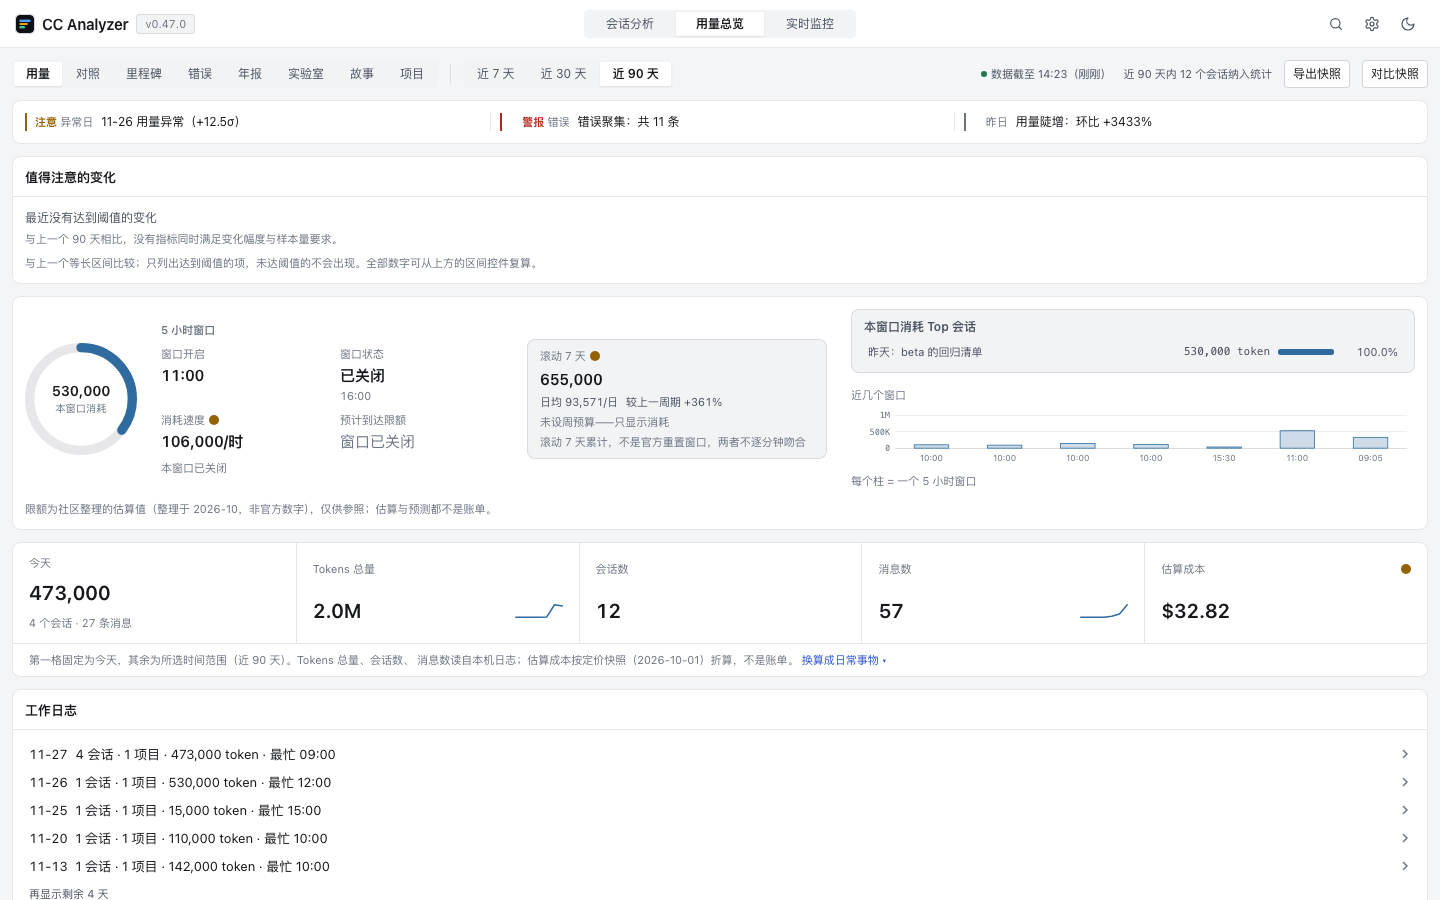 CC Analyzer v0.47.0
会话分析 用量总览 实时监控
用量 对照 里程碑 错误 年报 实验室 故事 项目 近 7 天 近 30 天 近 90 天 数据截至 14:23（刚刚） 近 90 天内 12 个会话纳入统计 导出快照 对比快照
注意 异常日 11-26 用量异常（+12.5σ） 警报 错误 错误聚集：共 11 条 昨日 用量陡增：环比 +3433%
值得注意的变化
最近没有达到阈值的变化
与上一个 90 天相比，没有指标同时满足变化幅度与样本量要求。
与上一个等长区间比较；只列出达到阈值的项，未达阈值的不会出现。全部数字可从上方的区间控件复算。
530,000
本窗口消耗
5 小时窗口
窗口开启
11:00
窗口状态
已关闭
16:00
消耗速度
106,000/时
本窗口已关闭
预计到达限额
窗口已关闭
滚动 7 天
655,000
日均 93,571/日 较上一周期 +361%
未设周预算——只显示消耗
滚动 7 天累计，不是官方重置窗口，两者不逐分钟吻合
本窗口消耗 Top 会话
昨天：beta 的回归清单 530,000 token 100.0%
近几个窗口
1M
500K
0
10:00 10:00 10:00 10:00 15:30 11:00 09:05
每个柱 = 一个 5 小时窗口
限额为社区整理的估算值（整理于 2026-10，非官方数字），仅供参照；估算与预测都不是账单。
今天
473,000
4 个会话 · 27 条消息
Tokens 总量
2.0M
会话数
12
消息数
57
估算成本
$32.82
第一格固定为今天，其余为所选时间范围（近 90 天）。Tokens 总量、会话数、 消息数读自本机日志；估算成本按定价快照（2026-10-01）折算，不是账单。 换算成日常事物
工作日志
11-27 4 会话 · 1 项目 · 473,000 token · 最忙 09:00
11-26 1 会话 · 1 项目 · 530,000 token · 最忙 12:00
11-25 1 会话 · 1 项目 · 15,000 token · 最忙 15:00
11-20 1 会话 · 1 项目 · 110,000 token · 最忙 10:00
11-13 1 会话 · 1 项目 · 142,000 token · 最忙 10:00
再显示剩余 4 天